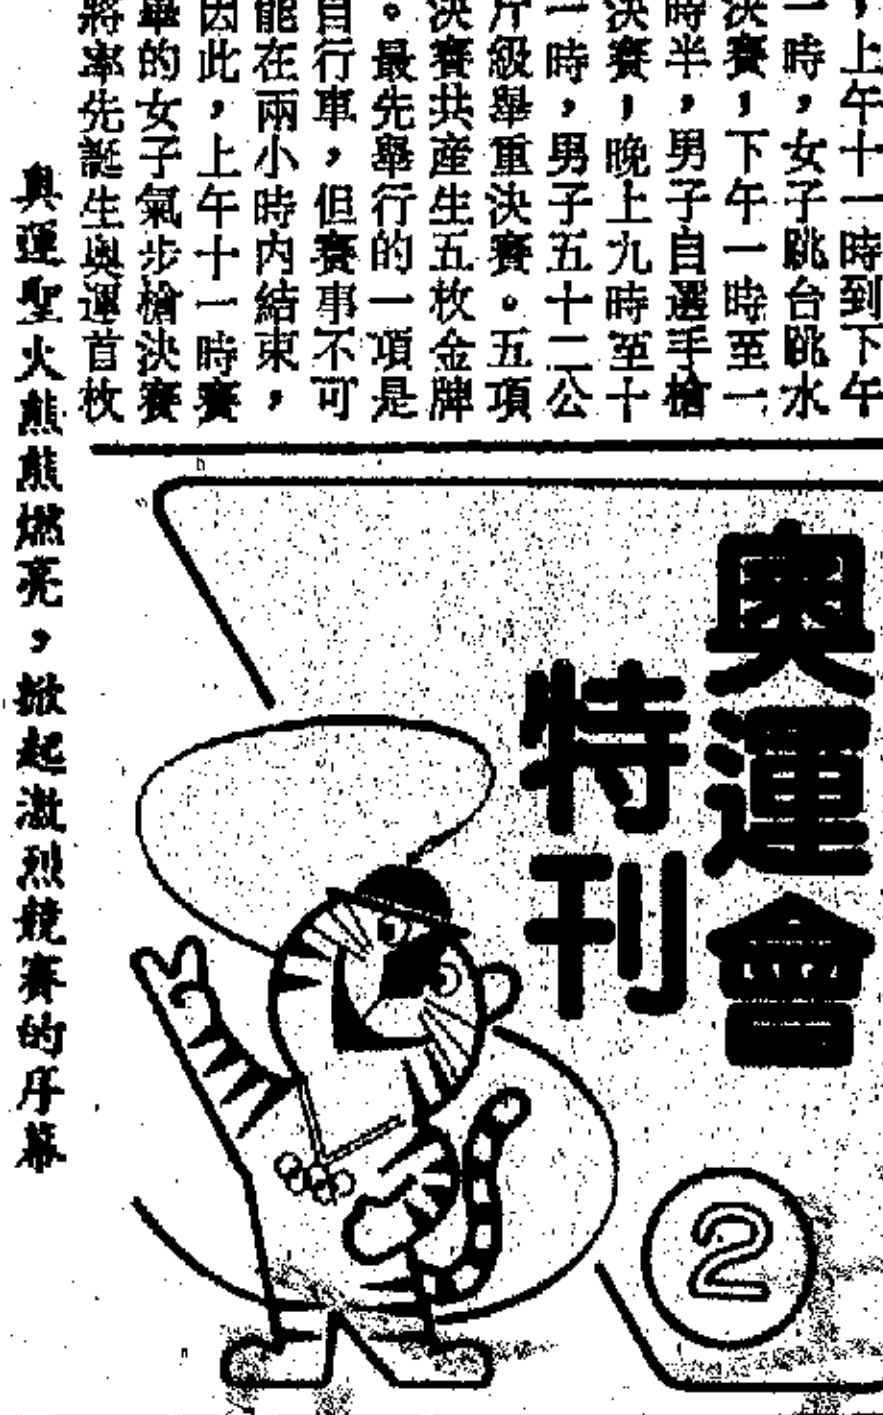 ，上午十一時到下午
一時，女子跳台跳水
決賽；下午一時至一
時半，男子自選手槍
決賽；晚上九時至十
一時，男子五十二公
斤級舉重決賽。五項
決賽共產生五枚金牌
。最先舉行的一項是
自行車，但賽事不可
能在兩小時內結束，
因此，上午十一時賽
畢的女子氣步槍決賽
將率先誕生奧運首枚
奧運聖火熊熊燃亮，掀起激烈競賽的序幕
奧運會
特刊
2